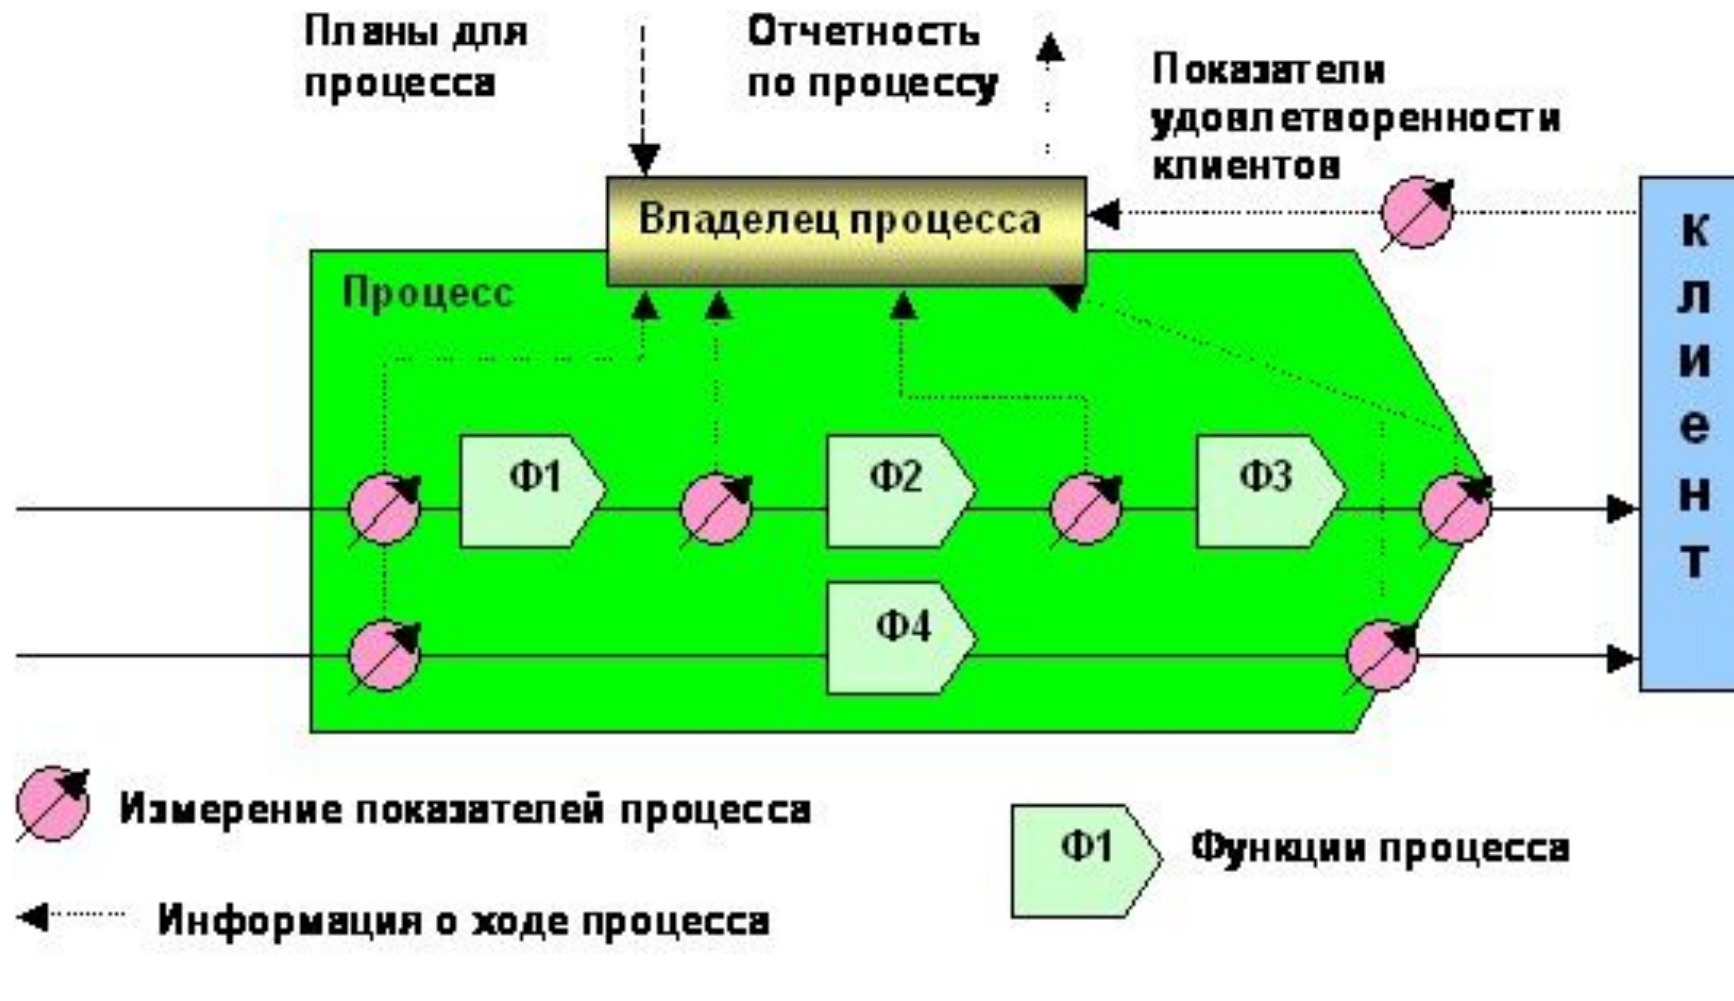 Планы для
процесса
Отчетность
по процессу
Показатели
удовлетворенности
клиентов
Владелец процесса
Процесс
Ф1
Ф2
Ф3
Ф4
К
л
и
е
н
т
Измерение показателей процесса
Ф1
Функции процесса
Информация о ходе процесса